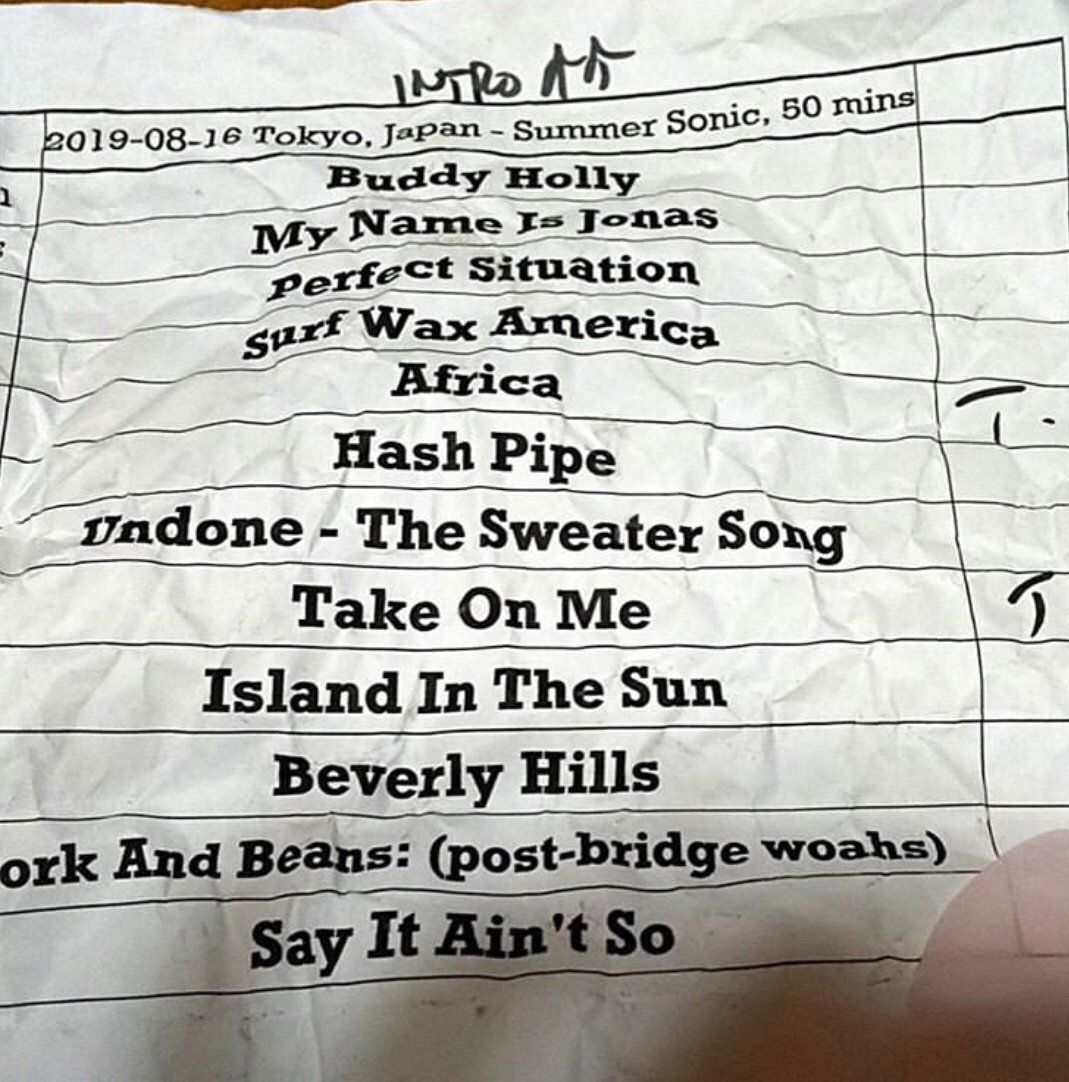 INTRO
2019-08-16 Tokyo, Japan - Summer Sonic, 50 mins
Buddy Holly
My Name Is Jonas
Perfect Situation
Surf Wax America
Africa
T.
Hash Pipe
Undone - The Sweater Song
Take On Me
T
Island In The Sun
Beverly Hills
ork And Beans: (post-bridge woahs)
Say It Ain't So